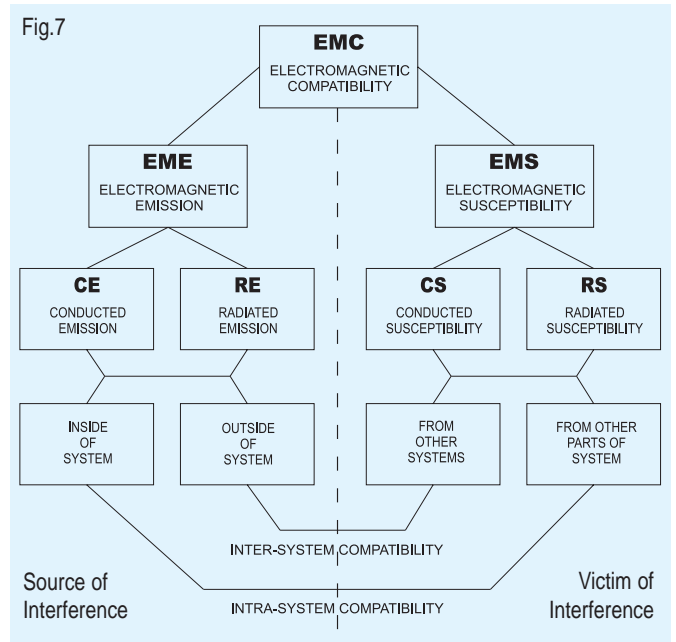 Fig.7
EMC
ELECTROMAGNETIC
COMPATIBILITY
EME
ELECTROMAGNETIC
EMISSION
EMS
ELECTROMAGNETIC
SUSCEPTIBILITY
CE
CONDUCTED
EMISSION
RE
RADIATED
EMISSION
CS
CONDUCTED
SUSCEPTIBILITY
RS
RADIATED
SUSCEPTIBILITY
INSIDE
OF
SYSTEM
OUTSIDE
OF
SYSTEM
FROM
OTHER
SYSTEMS
FROM OTHER
PARTS OF
SYSTEM
INTER-SYSTEM COMPATIBILITY
Source of
Interference
Victim of
Interference
INTRA-SYSTEM COMPATIBILITY